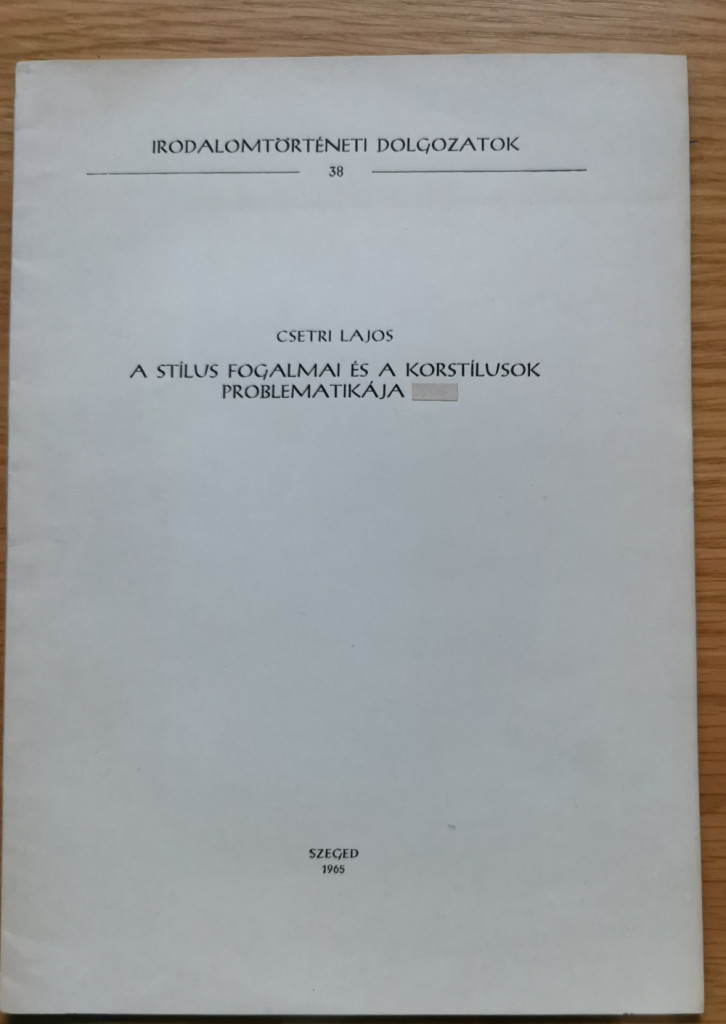 IRODALOMTÖRTÉNETI DOLGOZATOK
38
CSETRI LAJOS
A STÍLUS FOGALMAI ÉS A KORSTÍLUSOK
PROBLEMATIKÁJA
SZEGED
1965